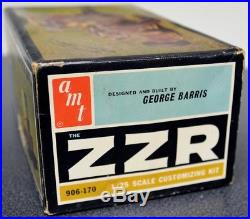 amt
DESIGNED AND BUILT BY
GEORGE BARRIS
THE
ZZR
906-170
1/25 SCALE CUSTOMIZING KIT